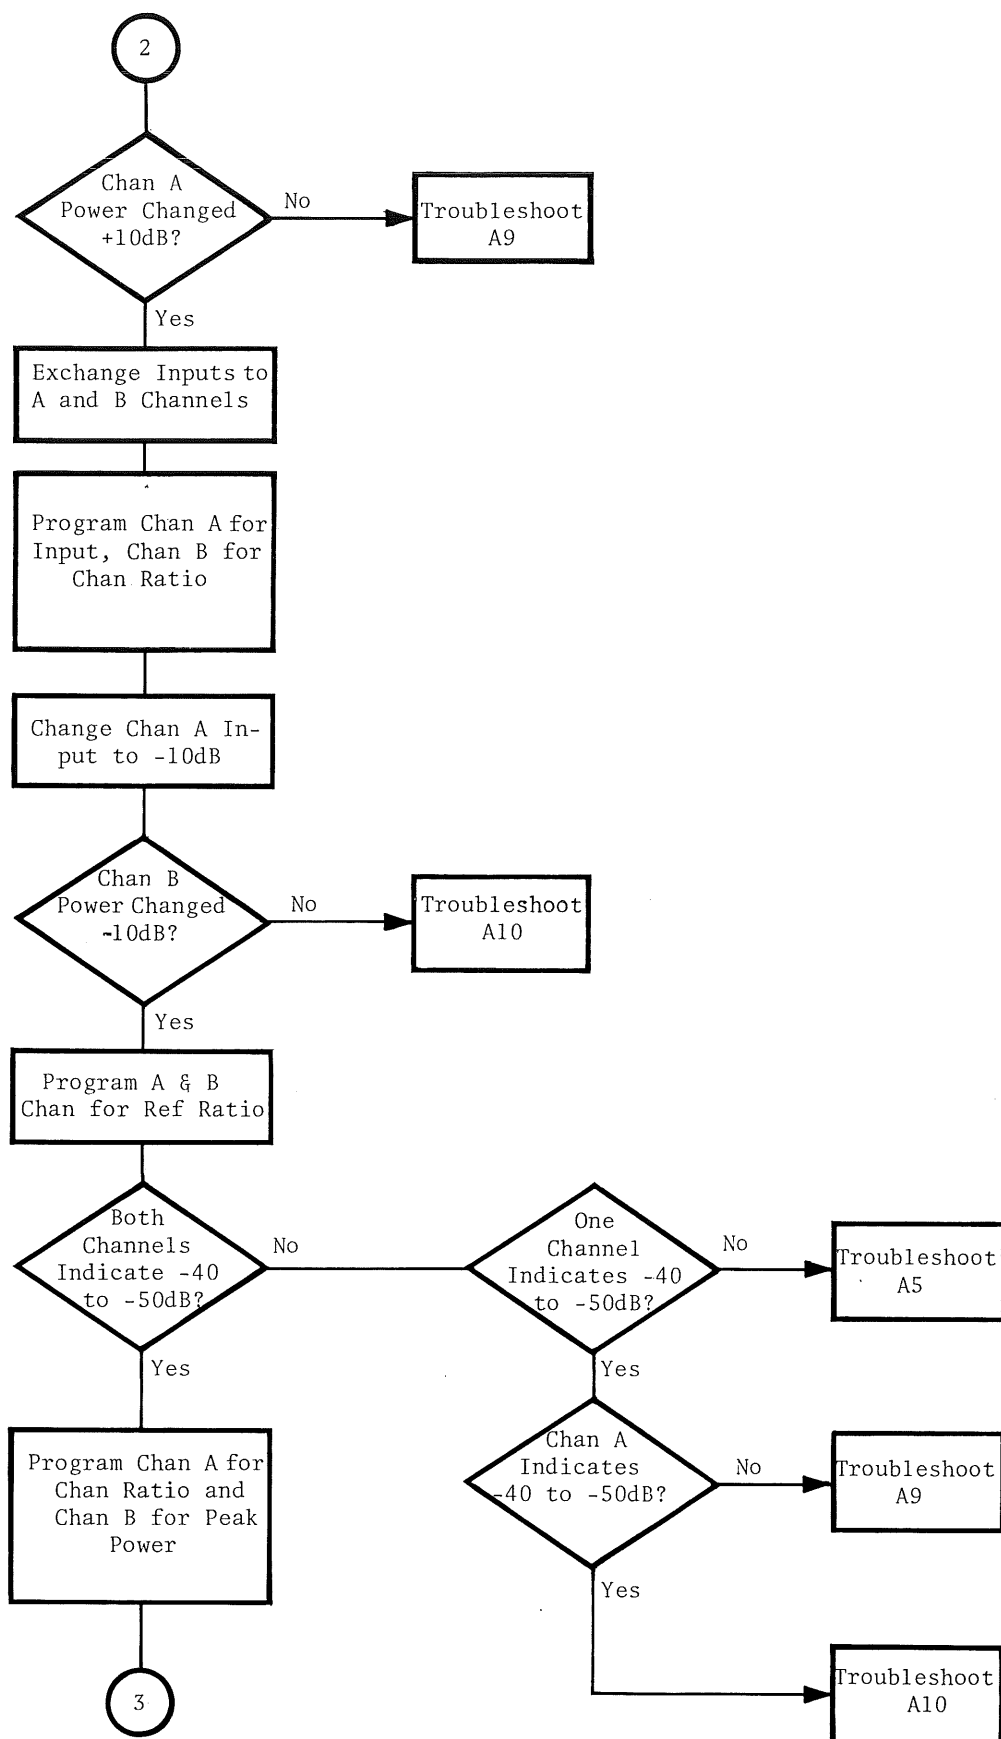 2
Chan A
Power Changed
+10dB?
No
Troubleshoot
A9
Yes
Exchange Inputs to
A and B Channels
Program Chan A for
Input, Chan B for
Chan Ratio
Change Chan A In-
put to -10dB
Chan B
Power Changed
-10dB?
No
Troubleshoot
A10
Yes
Program A & B
Chan for Ref Ratio
Both
Channels
Indicate -40
to -50dB?
No
One
Channel
Indicates -40
to -50dB?
No
Troubleshoot
A5
Yes
Yes
Program Chan A for
Chan Ratio and
Chan B for Peak
Power
Chan A
Indicates
-40 to -50dB?
No
Troubleshoot
A9
Yes
Troubleshoot
A10
3